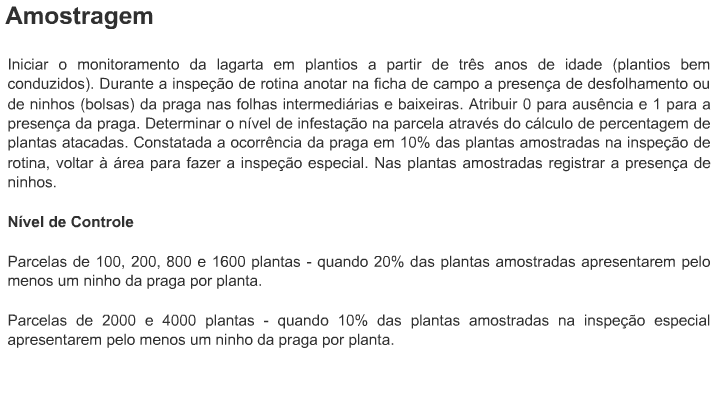 Amostragem
Iniciar o monitoramento da lagarta em plantios a partir de três anos de idade (plantios bem
conduzidos). Durante a inspeção de rotina anotar na ficha de campo a presença de desfolhamento ou
de ninhos (bolsas) da praga nas folhas intermediárias e baixeiras. Atribuir 0 para ausência e 1 para a
presença da praga. Determinar o nível de infestação na parcela através do cálculo de percentagem de
plantas atacadas. Constatada a ocorrência da praga em 10% das plantas amostradas na inspeção de
rotina, voltar à área para fazer a inspeção especial. Nas plantas amostradas registrar a presença de
ninhos.
Nível de Controle
Parcelas de 100, 200, 800 e 1600 plantas - quando 20% das plantas amostradas apresentarem pelo
menos um ninho da praga por planta.
Parcelas de 2000 e 4000 plantas - quando 10% das plantas amostradas na inspeção especial
apresentarem pelo menos um ninho da praga por planta.